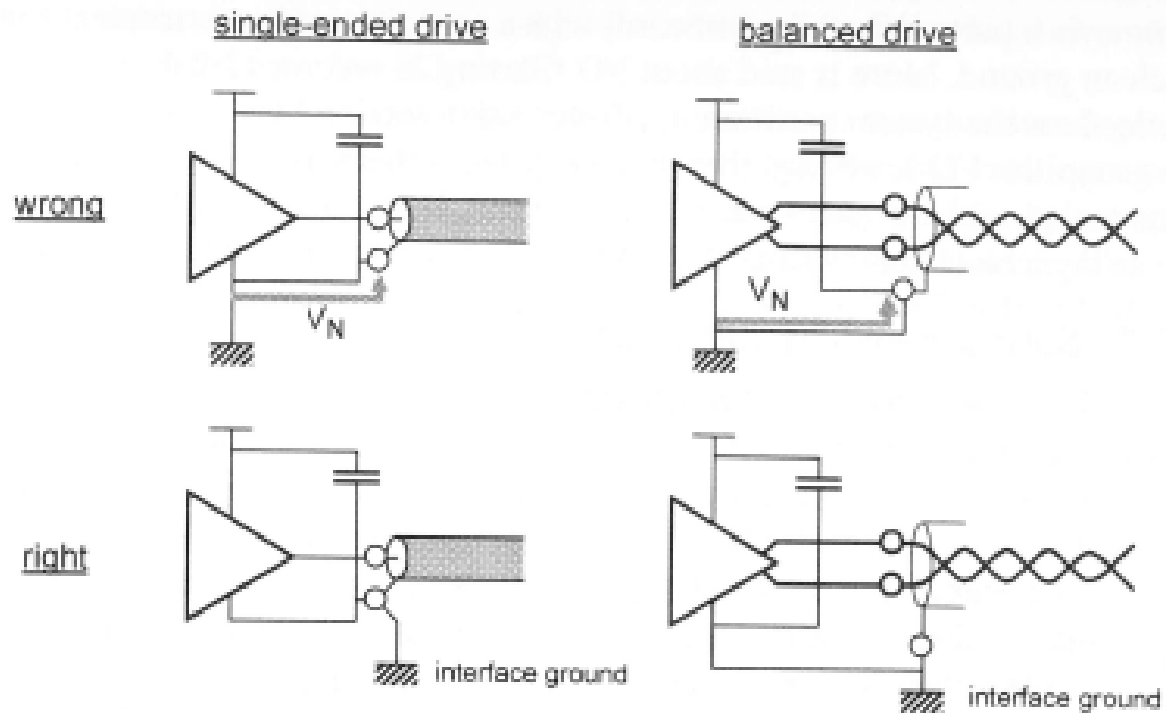 single-ended drive
balanced drive
wrong
V_N
V_N
right
interface ground
interface ground